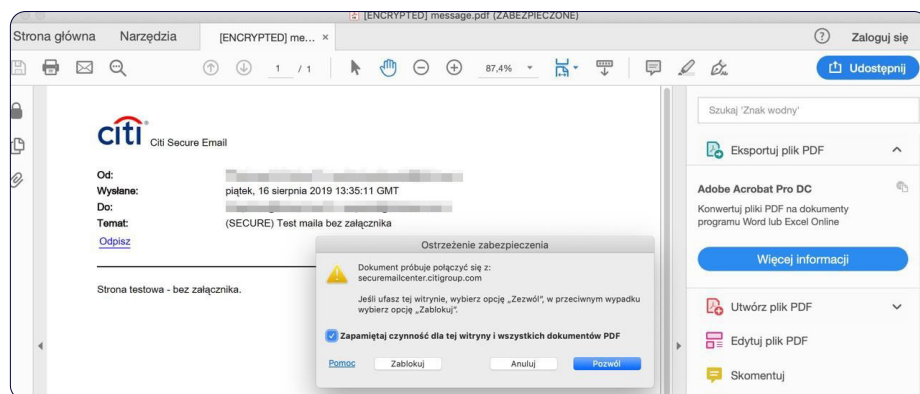 [ENCRYPTED] message.pdf (ZABEZPIECZONE)
Strona główna Narzędzia [ENCRYPTED] me... × ? Zaloguj się
1 / 1 87,4% Udostępnij
Szukaj 'Znak wodny'
citi Citi Secure Email
Eksportuj plik PDF
Od:
Wysłane: piątek, 16 sierpnia 2019 13:35:11 GMT
Do:
Temat: (SECURE) Test maila bez załącznika
Odpisz
Strona testowa - bez załącznika.
Adobe Acrobat Pro DC
Konwertuj pliki PDF na dokumenty
programu Word lub Excel Online
Więcej informacji
Utwórz plik PDF
Edytuj plik PDF
Skomentuj
Ostrzeżenie zabezpieczenia
Dokument próbuje połączyć się z:
securemailcenter.citigroup.com
Jeśli ufasz tej witrynie, wybierz opcję „Zezwól”, w przeciwnym wypadku
wybierz opcję „Zablokuj”.
Zapamiętaj czynność dla tej witryny i wszystkich dokumentów PDF
Pomoc Zablokuj Anuluj Pozwól